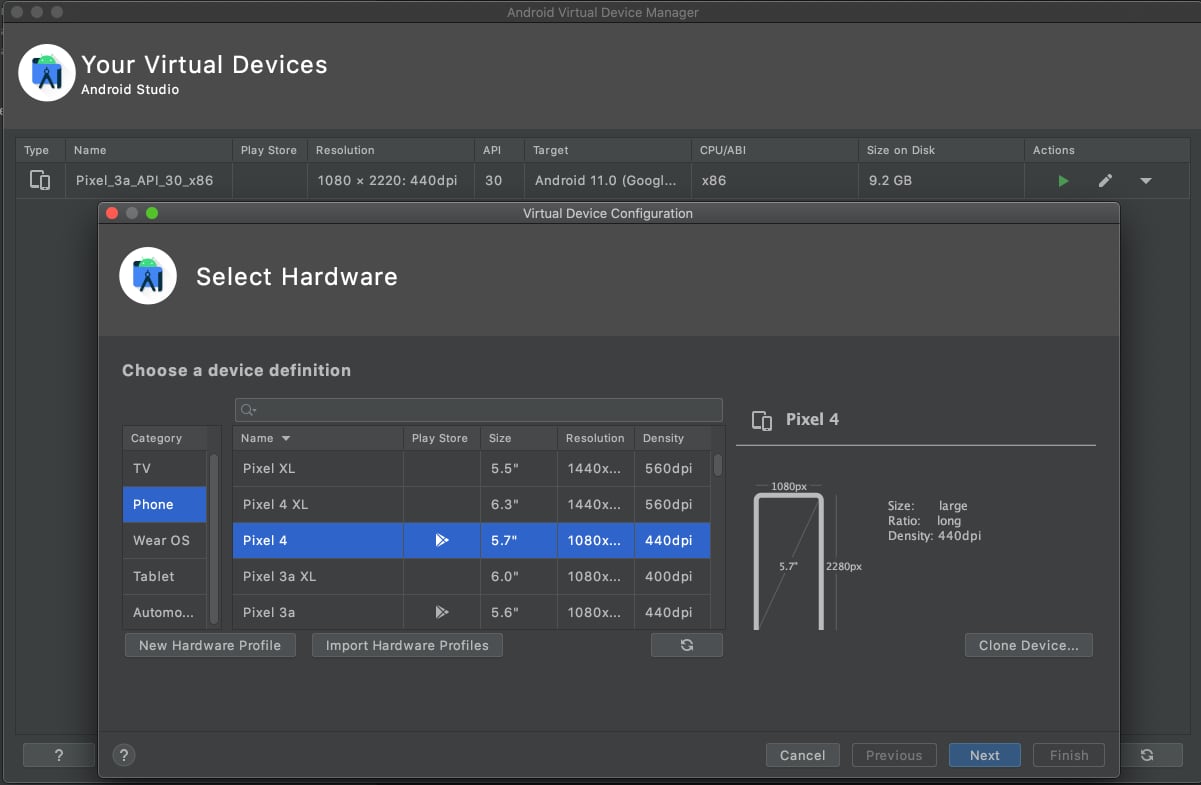 Android Virtual Device Manager
Your Virtual Devices
Android Studio
Type Name Play Store Resolution API Target CPU/ABI Size on Disk Actions
Pixel_3a_API_30_x86 1080 × 2220: 440dpi 30 Android 11.0 (Googl... x86 9.2 GB
Virtual Device Configuration
Select Hardware
Choose a device definition
Category
TV
Phone
Wear OS
Tablet
Automo...
Name Play Store Size Resolution Density
Pixel XL 5.5" 1440x... 560dpi
Pixel 4 XL 6.3" 1440x... 560dpi
Pixel 4 5.7" 1080x... 440dpi
Pixel 3a XL 6.0" 1080x... 400dpi
Pixel 3a 5.6" 1080x... 440dpi
Pixel 4
1080px
5.7"
2280px
Size: large
Ratio: long
Density: 440dpi
New Hardware Profile Import Hardware Profiles Clone Device...
? ? Cancel Previous Next Finish